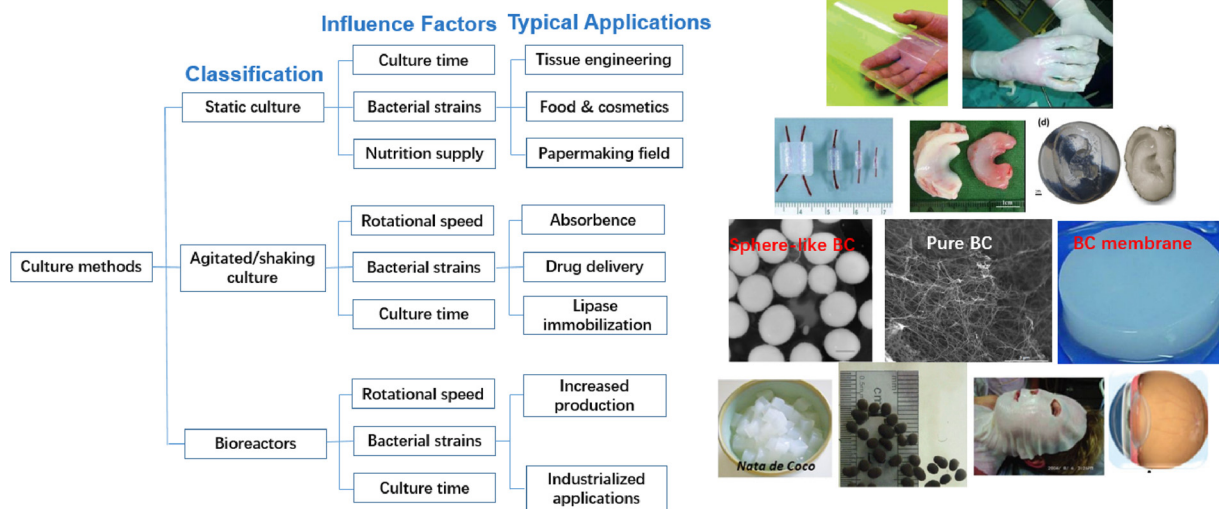 Influence Factors
Typical Applications
Classification
Culture time
Tissue engineering
Static culture
Bacterial strains
Food & cosmetics
Nutrition supply
Papermaking field
Rotational speed
Absorbence
Culture methods
Agitated/shaking
culture
Bacterial strains
Drug delivery
Culture time
Lipase
immobilization
Rotational speed
Increased
production
Bioreactors
Bacterial strains
Culture time
Industrialized
applications
(d)
1cm
Sphere-like BC
Pure BC
BC membrane
Nata de Coco
cm